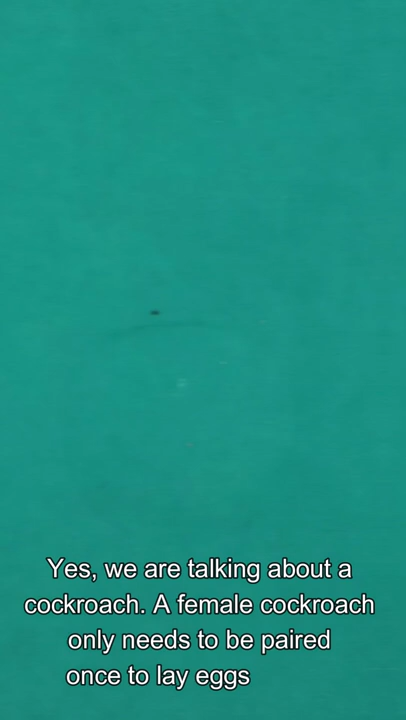 Yes, we are talking about a
cockroach. A female cockroach
only needs to be paired
once to lay eggs